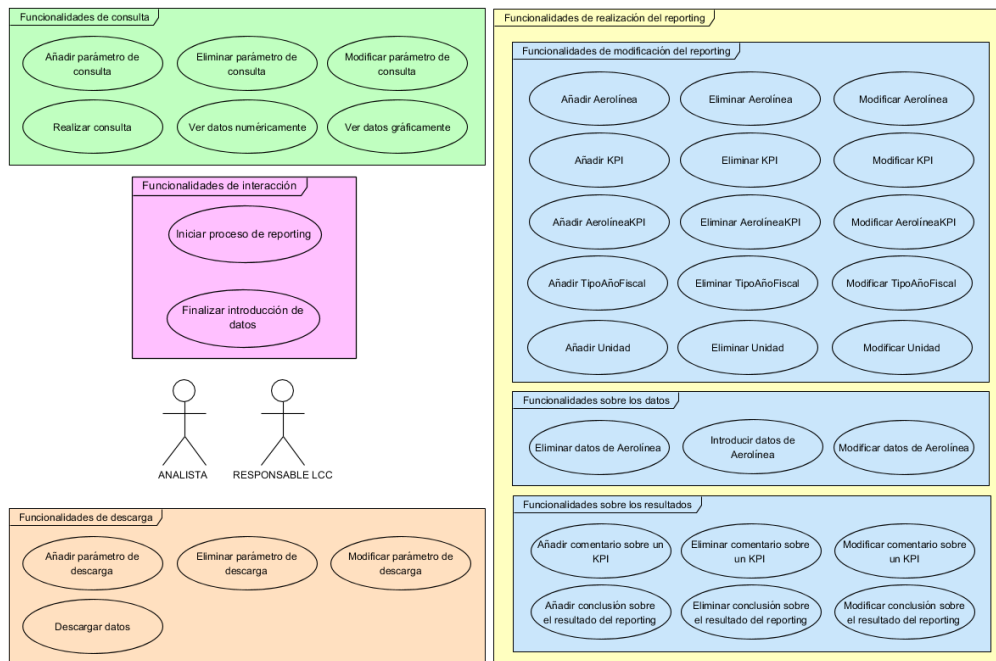 Funcionalidades de consulta
Añadir parámetro de
consulta
Eliminar parámetro de
consulta
Modificar parámetro de
consulta
Realizar consulta
Ver datos numéricamente
Ver datos gráficamente
Funcionalidades de interacción
Iniciar proceso de reporting
Finalizar introducción de
datos
ANALISTA
RESPONSABLE LCC
Funcionalidades de descarga
Añadir parámetro de
descarga
Eliminar parámetro de
descarga
Modificar parámetro de
descarga
Descargar datos
Funcionalidades de realización del reporting
Funcionalidades de modificación del reporting
Añadir Aerolínea
Eliminar Aerolínea
Modificar Aerolínea
Añadir KPI
Eliminar KPI
Modificar KPI
Añadir AerolíneaKPI
Eliminar AerolíneaKPI
Modificar AerolíneaKPI
Añadir TipoAñoFiscal
Eliminar TipoAñoFiscal
Modificar TipoAñoFiscal
Añadir Unidad
Eliminar Unidad
Modificar Unidad
Funcionalidades sobre los datos
Eliminar datos de Aerolínea
Introducir datos de
Aerolínea
Modificar datos de Aerolínea
Funcionalidades sobre los resultados
Añadir comentario sobre un
KPI
Eliminar comentario sobre
un KPI
Modificar comentario sobre
un KPI
Añadir conclusión sobre
el resultado del reporting
Eliminar conclusión sobre
el resultado del reporting
Modificar conclusión sobre
el resultado del reporting